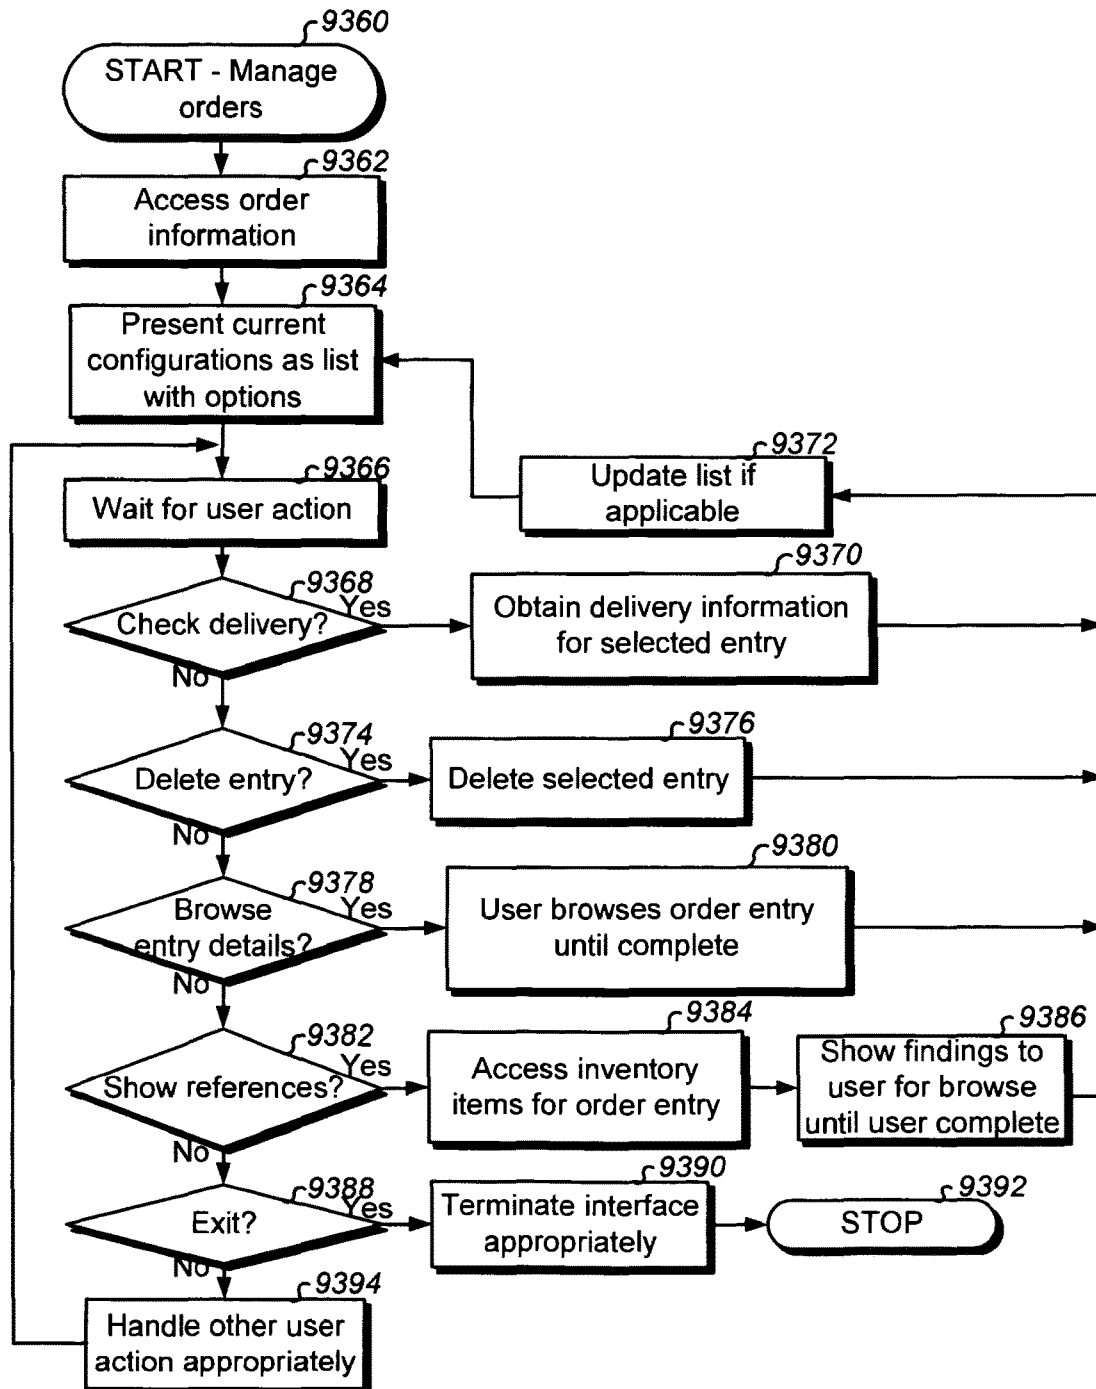 9360
START - Manage
orders
9362
Access order
information
9364
Present current
configurations as list
with options
9366
Wait for user action
9372
Update list if
applicable
9368
Check delivery?
Yes
No
9370
Obtain delivery information
for selected entry
9374
Delete entry?
Yes
No
9376
Delete selected entry
9378
Browse
entry details?
Yes
No
9380
User browses order entry
until complete
9382
Show references?
Yes
No
9384
Access inventory
items for order entry
9386
Show findings to
user for browse
until user complete
9388
Exit?
Yes
No
9390
Terminate interface
appropriately
9392
STOP
9394
Handle other user
action appropriately